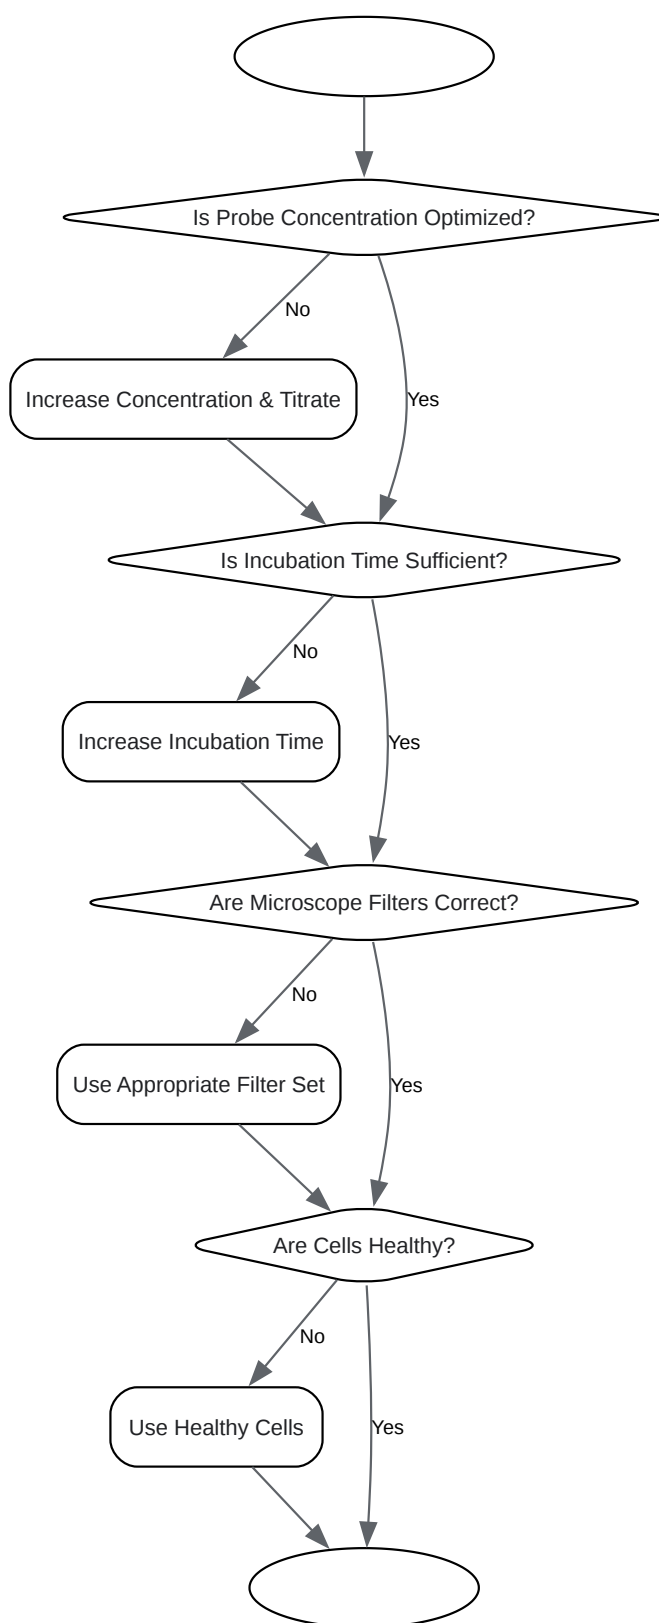 Is Probe Concentration Optimized?
No
Increase Concentration & Titrate
Yes
Is Incubation Time Sufficient?
No
Increase Incubation Time
Yes
Are Microscope Filters Correct?
No
Use Appropriate Filter Set
Yes
Are Cells Healthy?
No
Use Healthy Cells
Yes